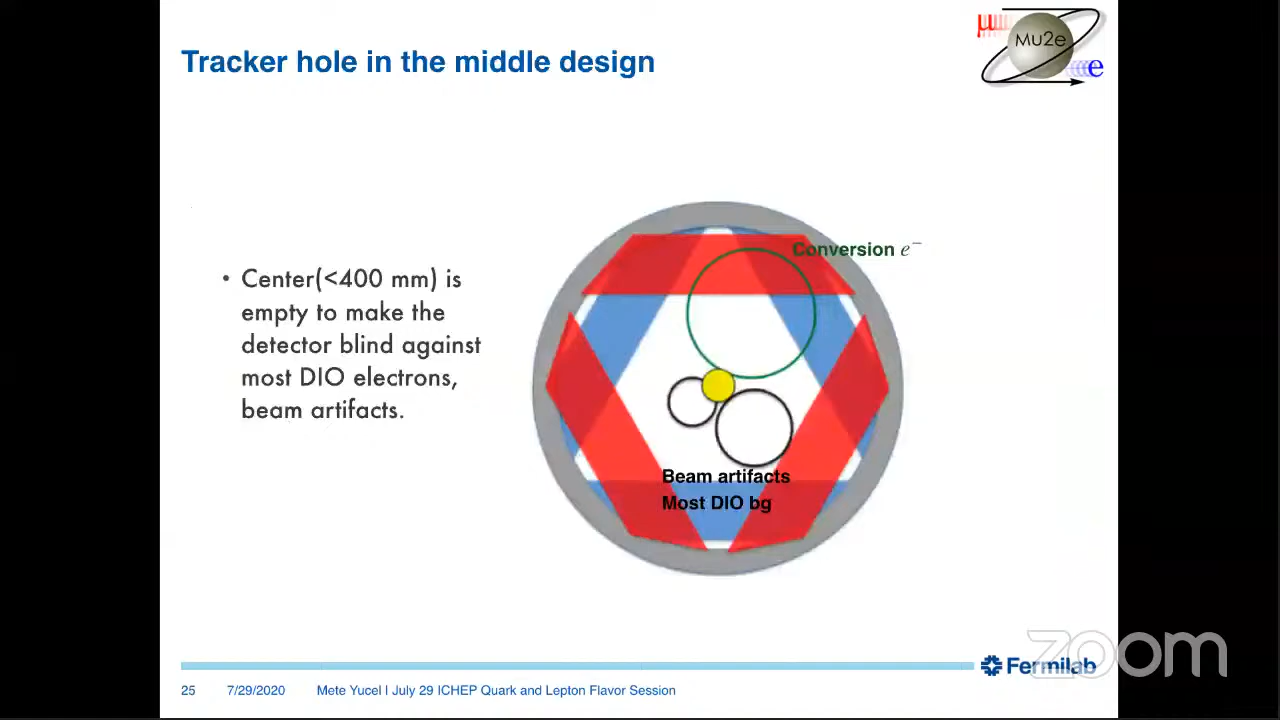 Tracker hole in the middle design
μ
Mu2e
e
Conversion e⁻
• Center(<400 mm) is
empty to make the
detector blind against
most DIO electrons,
beam artifacts.
Beam artifacts
Most DIO bg
zoom
Fermilab
25 7/29/2020 Mete Yucel I July 29 ICHEP Quark and Lepton Flavor Session